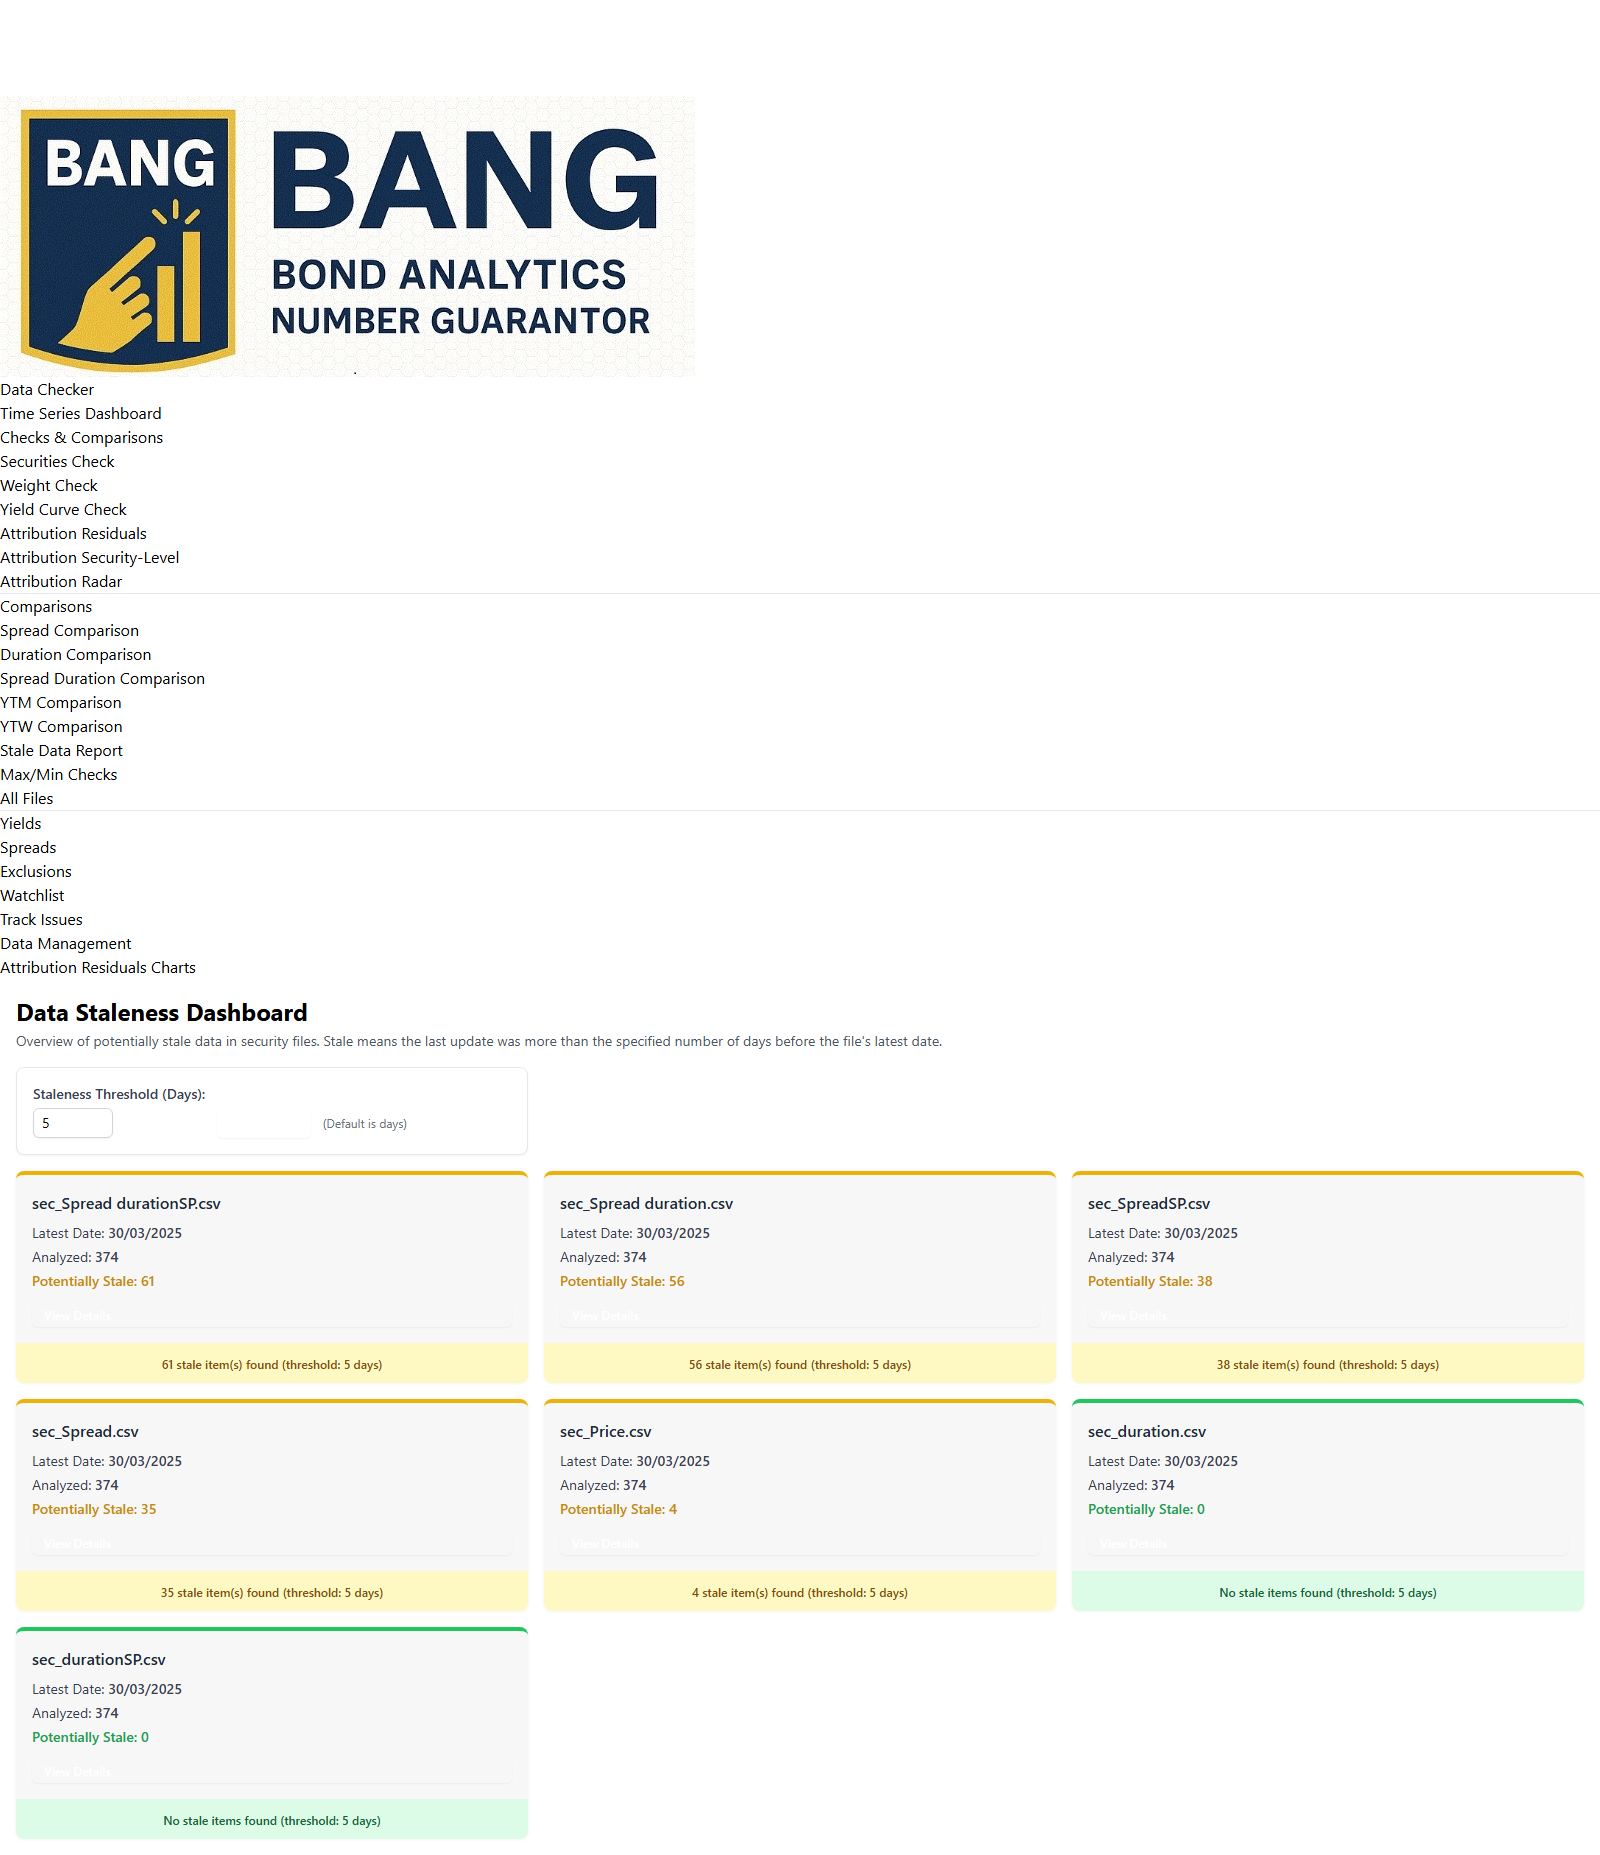 BANG
BANG
BOND ANALYTICS
NUMBER GUARANTOR
Data Checker
Time Series Dashboard
Checks & Comparisons
Securities Check
Weight Check
Yield Curve Check
Attribution Residuals
Attribution Security-Level
Attribution Radar
Comparisons
Spread Comparison
Duration Comparison
Spread Duration Comparison
YTM Comparison
YTW Comparison
Stale Data Report
Max/Min Checks
All Files
Yields
Spreads
Exclusions
Watchlist
Track Issues
Data Management
Attribution Residuals Charts
Data Staleness Dashboard
Overview of potentially stale data in security files. Stale means the last update was more than the specified number of days before the file's latest date.
Staleness Threshold (Days):
5
(Default is days)
sec_Spread durationSP.csv
Latest Date: 30/03/2025
Analyzed: 374
Potentially Stale: 61
View Details
61 stale item(s) found (threshold: 5 days)
sec_Spread duration.csv
Latest Date: 30/03/2025
Analyzed: 374
Potentially Stale: 56
View Details
56 stale item(s) found (threshold: 5 days)
sec_SpreadSP.csv
Latest Date: 30/03/2025
Analyzed: 374
Potentially Stale: 38
View Details
38 stale item(s) found (threshold: 5 days)
sec_Spread.csv
Latest Date: 30/03/2025
Analyzed: 374
Potentially Stale: 35
View Details
35 stale item(s) found (threshold: 5 days)
sec_Price.csv
Latest Date: 30/03/2025
Analyzed: 374
Potentially Stale: 4
View Details
4 stale item(s) found (threshold: 5 days)
sec_duration.csv
Latest Date: 30/03/2025
Analyzed: 374
Potentially Stale: 0
View Details
No stale items found (threshold: 5 days)
sec_durationSP.csv
Latest Date: 30/03/2025
Analyzed: 374
Potentially Stale: 0
View Details
No stale items found (threshold: 5 days)